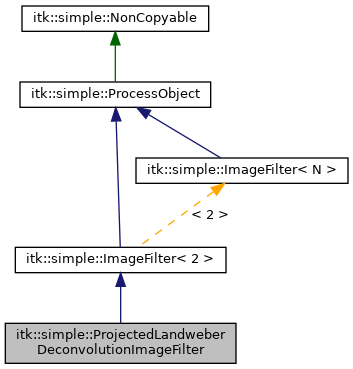 itk::simple::NonCopyable
itk::simple::ProcessObject
itk::simple::ImageFilter< N >
< 2 >
itk::simple::ImageFilter< 2 >
itk::simple::ProjectedLandweber
DeconvolutionImageFilter